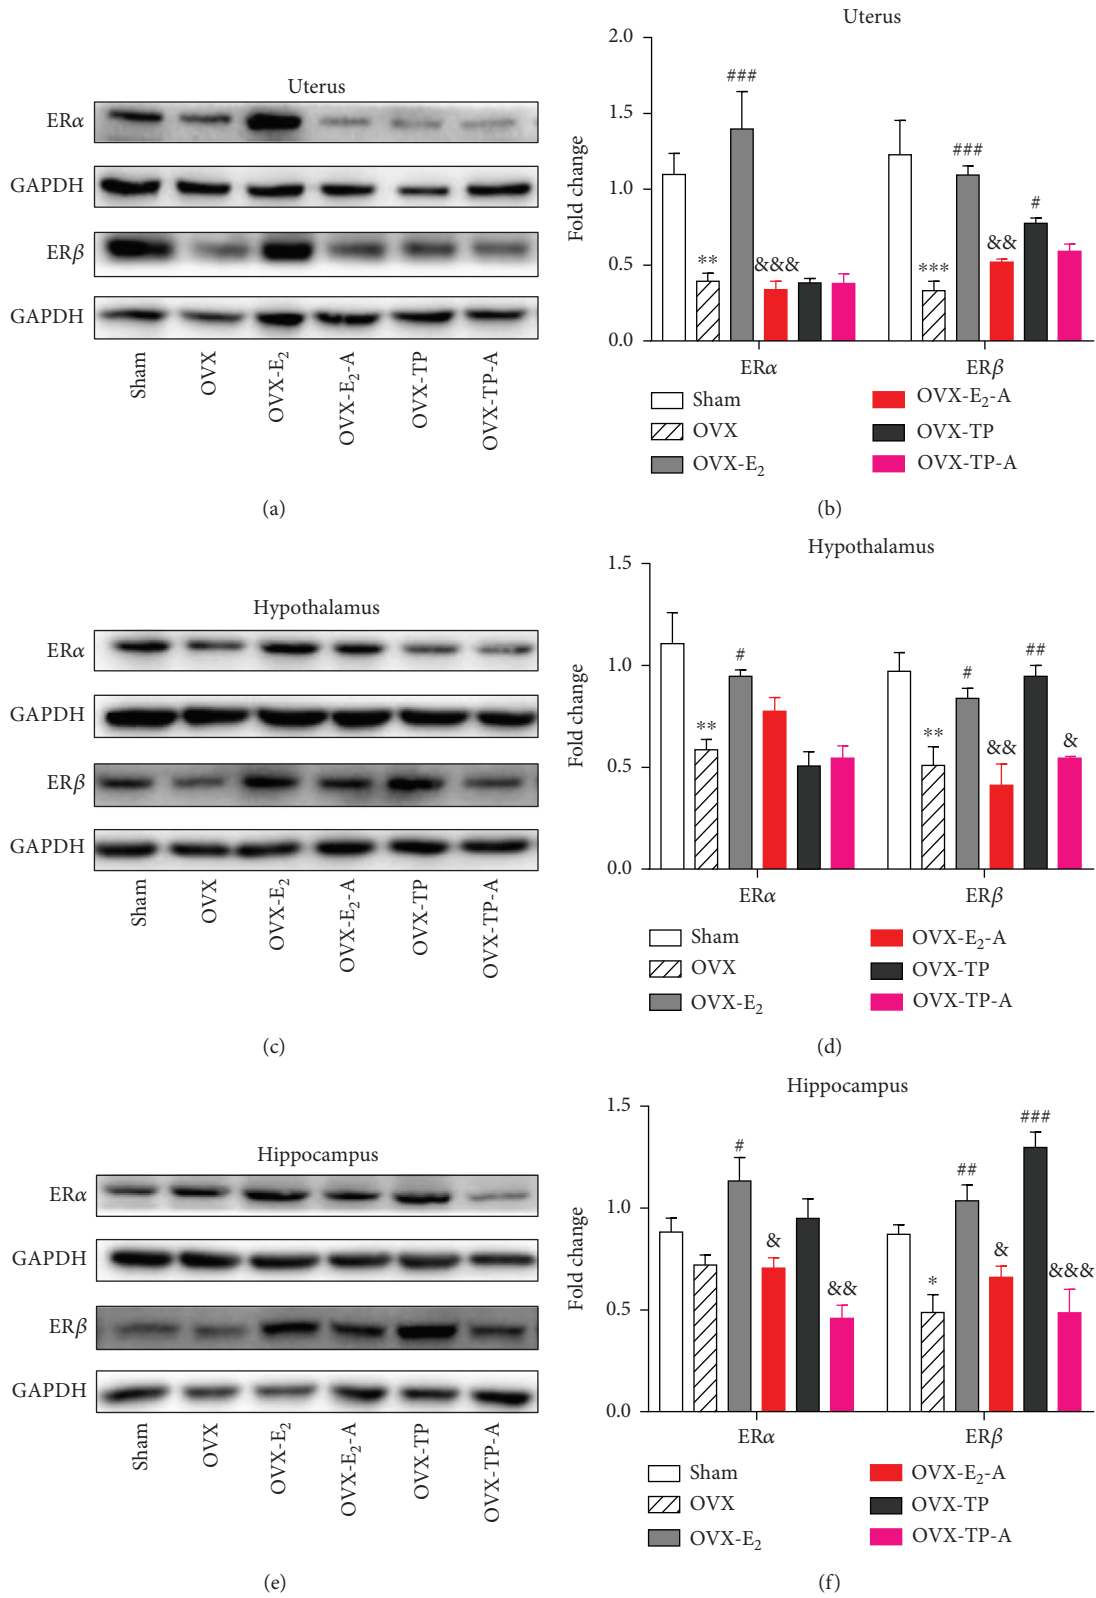 Uterus
ERα
GAPDH
ERβ
GAPDH
Sham
OVX
OVX-E₂
OVX-E₂-A
OVX-TP
OVX-TP-A
(a)
Uterus
Fold change
2.0
1.5
1.0
0.5
0.0
**
###
&&&
***
###
&&
#
ERα
ERβ
Sham
OVX
OVX-E₂
OVX-E₂-A
OVX-TP
OVX-TP-A
(b)
Hypothalamus
ERα
GAPDH
ERβ
GAPDH
Sham
OVX
OVX-E₂
OVX-E₂-A
OVX-TP
OVX-TP-A
(c)
Hypothalamus
Fold change
1.5
1.0
0.5
0.0
**
#
**
#
&&
##
&
ERα
ERβ
Sham
OVX
OVX-E₂
OVX-E₂-A
OVX-TP
OVX-TP-A
(d)
Hippocampus
ERα
GAPDH
ERβ
GAPDH
Sham
OVX
OVX-E₂
OVX-E₂-A
OVX-TP
OVX-TP-A
(e)
Hippocampus
Fold change
1.5
1.0
0.5
0.0
#
&
&&
*
##
&
###
&&&
ERα
ERβ
Sham
OVX
OVX-E₂
OVX-E₂-A
OVX-TP
OVX-TP-A
(f)